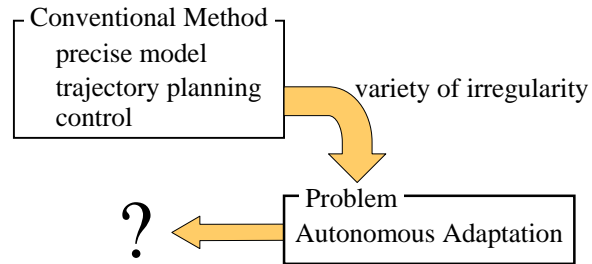 Conventional Method
precise model
trajectory planning
control
variety of irregularity
Problem
Autonomous Adaptation
?